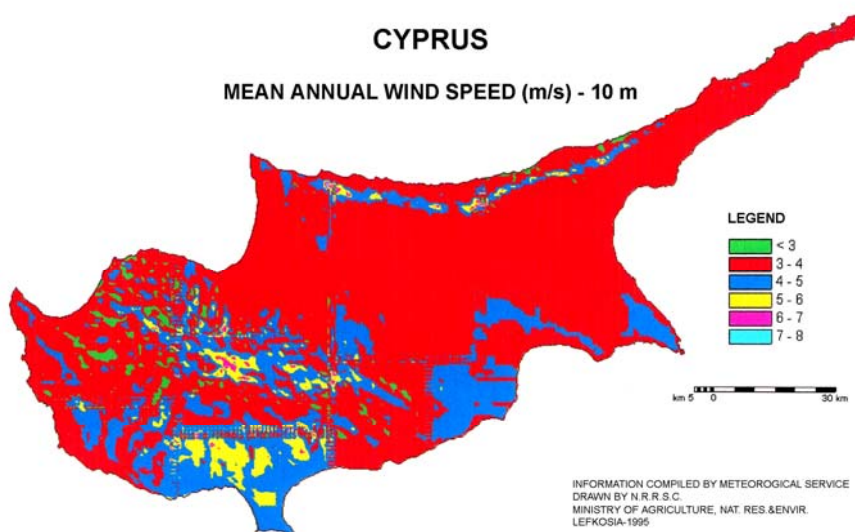 CYPRUS
MEAN ANNUAL WIND SPEED (m/s) - 10 m
LEGEND
< 3
3 - 4
4 - 5
5 - 6
6 - 7
7 - 8
km 5 0 30 km
INFORMATION COMPILED BY METEOROGICAL SERVICE
DRAWN BY N.R.R.S.C.
MINISTRY OF AGRICULTURE, NAT. RES.&ENVIR.
LEFKOSIA-1995